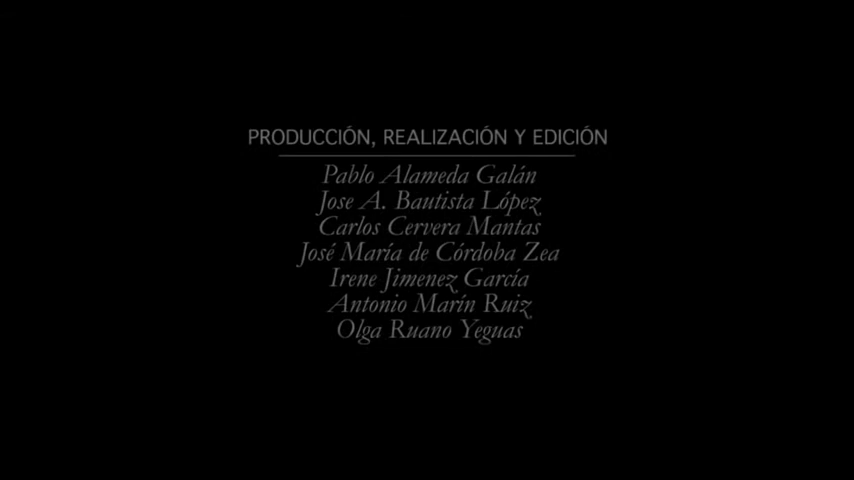 PRODUCCIÓN, REALIZACIÓN Y EDICIÓN
Pablo Alameda Galán
Jose A. Bautista López
Carlos Cervera Mantas
José María de Córdoba Zea
Irene Jimenez García
Antonio Marín Ruiz
Olga Ruano Yeguas